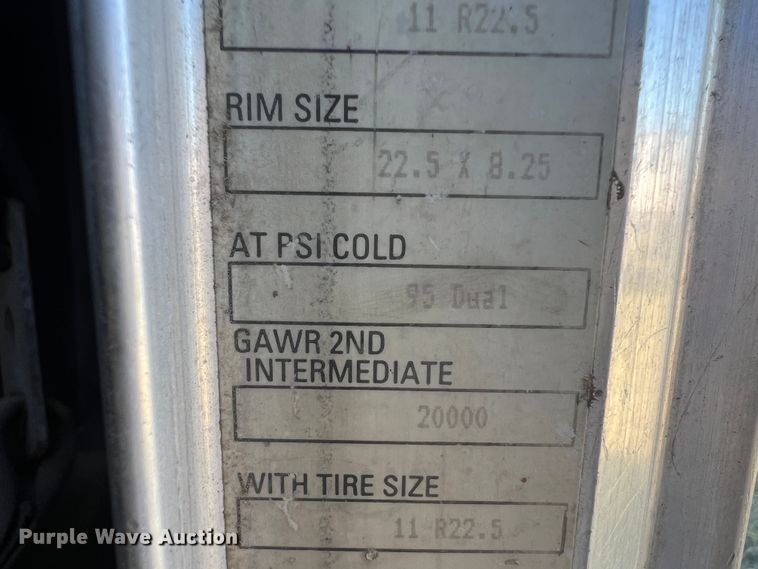 11 R22.5
RIM SIZE
22.5 X 8.25
AT PSI COLD
95 Dual
GAWR 2ND
INTERMEDIATE
20000
WITH TIRE SIZE
11 R22.5
Purple Wave Auction